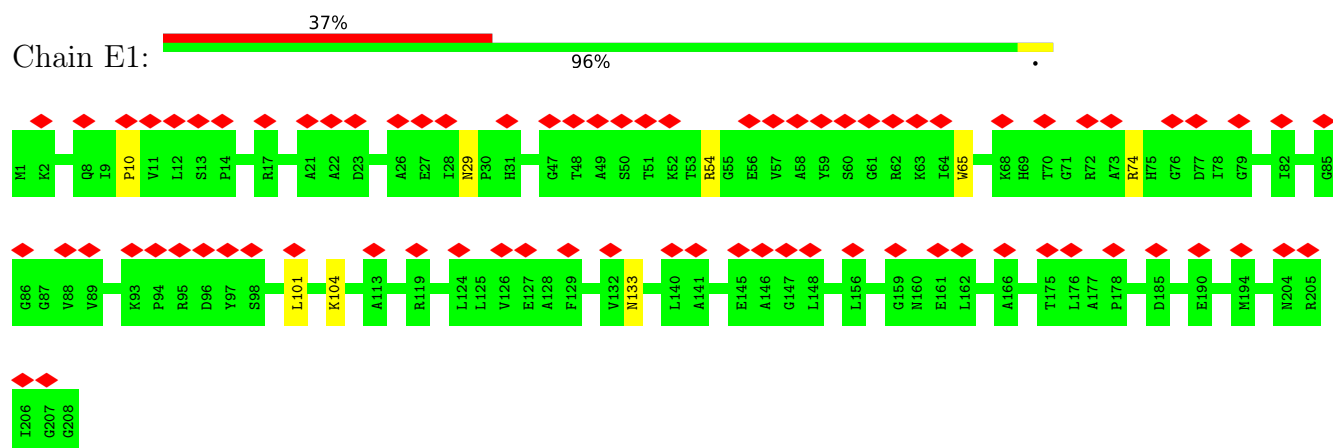 37%
Chain E1:
96% •
M1 K2 Q8 I9 P10 V11 L12 S13 P14 R17 A21 A22 D23 A26 E27 I28 N29 P30 H31 G47 T48 A49 S50 T51 K52 T53 R54 G55 E56 V57 A58 Y59 S60 G61 R62 K63 I64 W65 K68 H69 T70 G71 R72 A73 R74 H75 G76 D77 I78 G79 I82 G85
G86 G87 V88 V89 K93 P94 R95 D96 Y97 S98 L101 K104 A113 R119 L124 L125 V126 E127 A128 F129 V132 N133 L140 A141 E145 A146 G147 L148 L156 G159 N160 E161 L162 A166 T175 L176 A177 P178 D185 E190 M194 N204 R205
I206 G207 G208